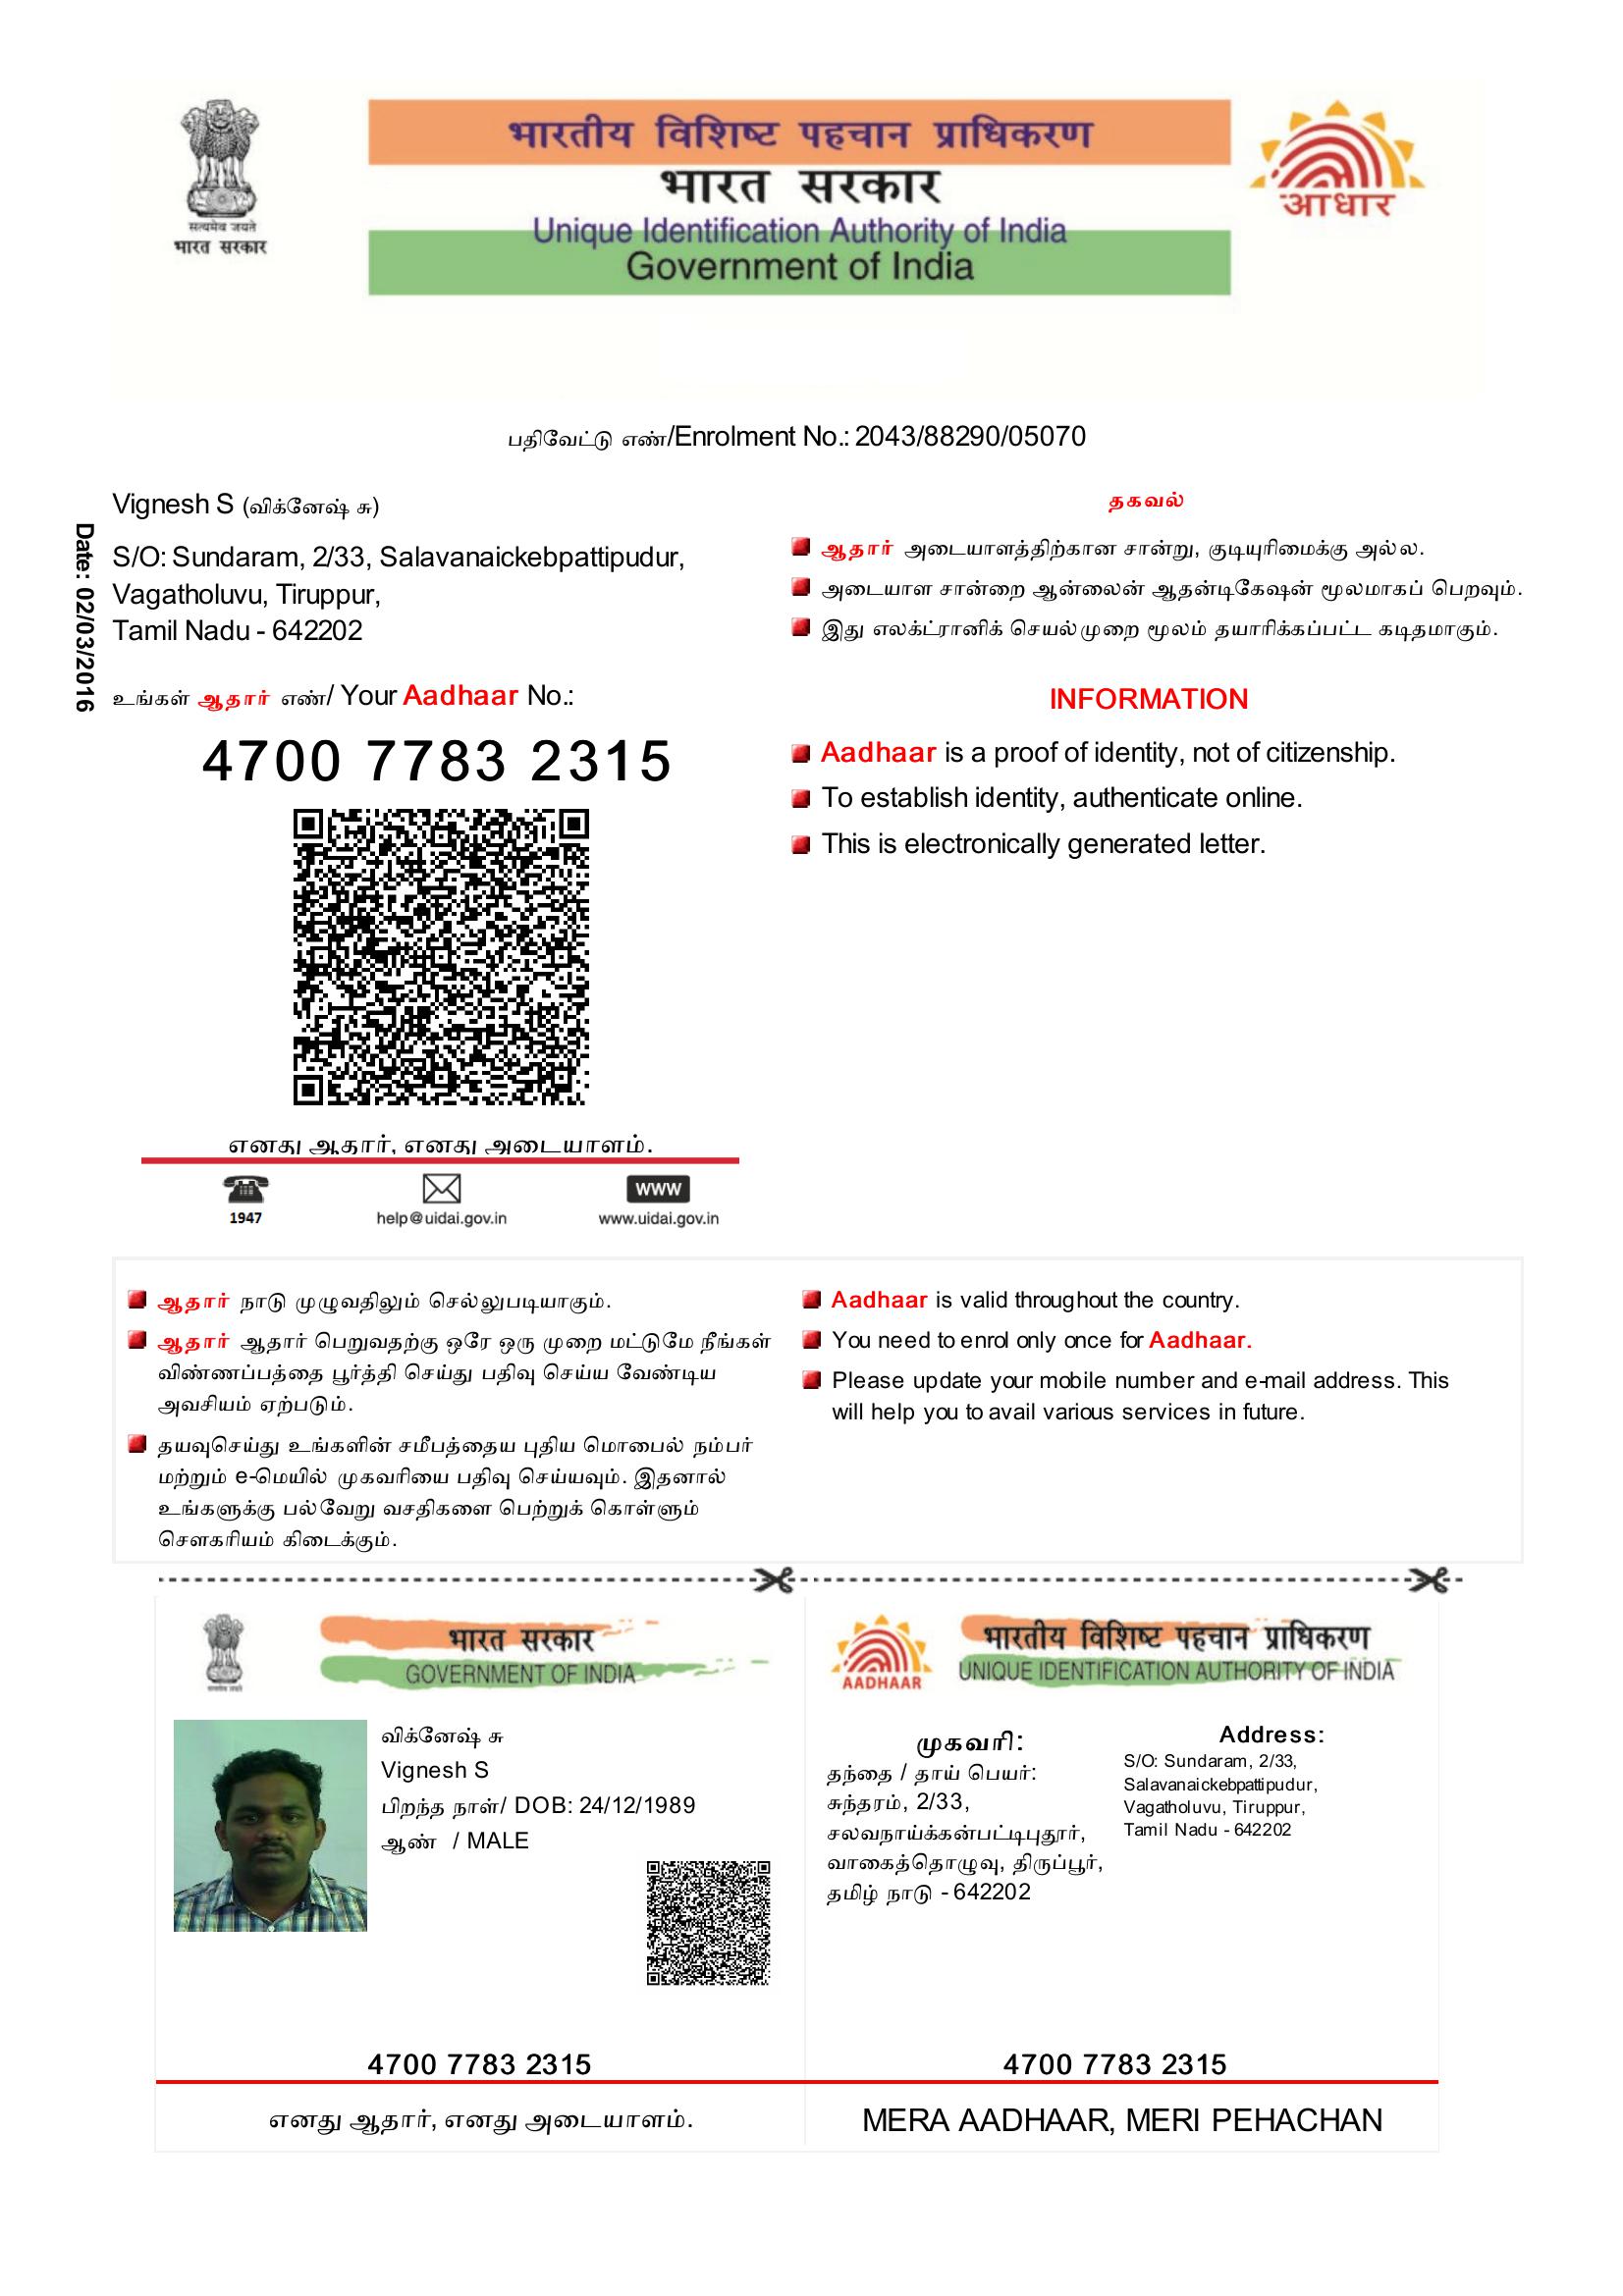 भारतीय विशिष्ट पहचान प्राधिकरण
भारत सरकार
Unique Identification Authority of India
Government of India
सत्यमेव जयते
भारत सरकार
आधार
பதிவேட்டு எண்/Enrolment No.: 2043/88290/05070
Date: 02/03/2016
Vignesh S (விக்னேஷ் சு)
S/O: Sundaram, 2/33, Salavanaickebpattipudur,
Vagatholuvu, Tiruppur,
Tamil Nadu - 642202
உங்கள் ஆதார் எண்/ Your Aadhaar No.:
4700 7783 2315
எனது ஆதார், எனது அடையாளம்.
1947
help@uidai.gov.in
www
www.uidai.gov.in
தகவல்
ஆதார் அடையாளத்திற்கான சான்று, குடியுரிமைக்கு அல்ல.
அடையாள சான்றை ஆன்லைன் ஆதன்டிகேஷன் மூலமாகப் பெறவும்.
இது எலக்ட்ரானிக் செயல்முறை மூலம் தயாரிக்கப்பட்ட கடிதமாகும்.
INFORMATION
Aadhaar is a proof of identity, not of citizenship.
To establish identity, authenticate online.
This is electronically generated letter.
ஆதார் நாடு முழுவதிலும் செல்லுபடியாகும்.
ஆதார் ஆதார் பெறுவதற்கு ஒரே ஒரு முறை மட்டுமே நீங்கள்
விண்ணப்பத்தை பூர்த்தி செய்து பதிவு செய்ய வேண்டிய
அவசியம் ஏற்படும்.
தயவுசெய்து உங்களின் சமீபத்தைய புதிய மொபைல் நம்பர்
மற்றும் e-மெயில் முகவரியை பதிவு செய்யவும். இதனால்
உங்களுக்கு பல்வேறு வசதிகளை பெற்றுக் கொள்ளும்
சௌகரியம் கிடைக்கும்.
Aadhaar is valid throughout the country.
You need to enrol only once for Aadhaar.
Please update your mobile number and e-mail address. This
will help you to avail various services in future.
भारत सरकार
GOVERNMENT OF INDIA
விக்னேஷ் சு
Vignesh S
பிறந்த நாள்/ DOB: 24/12/1989
ஆண் / MALE
4700 7783 2315
எனது ஆதார், எனது அடையாளம்.
AADHAAR
भारतीय विशिष्ट पहचान प्राधिकरण
UNIQUE IDENTIFICATION AUTHORITY OF INDIA
முகவரி:
தந்தை / தாய் பெயர்:
சுந்தரம், 2/33,
சலவநாய்க்கன்பட்டிபுதூர்,
வாகைத்தொழுவு, திருப்பூர்,
தமிழ் நாடு - 642202
Address:
S/O: Sundaram, 2/33,
Salavanaickebpattipudur,
Vagatholuvu, Tiruppur,
Tamil Nadu - 642202
4700 7783 2315
MERA AADHAAR, MERI PEHACHAN